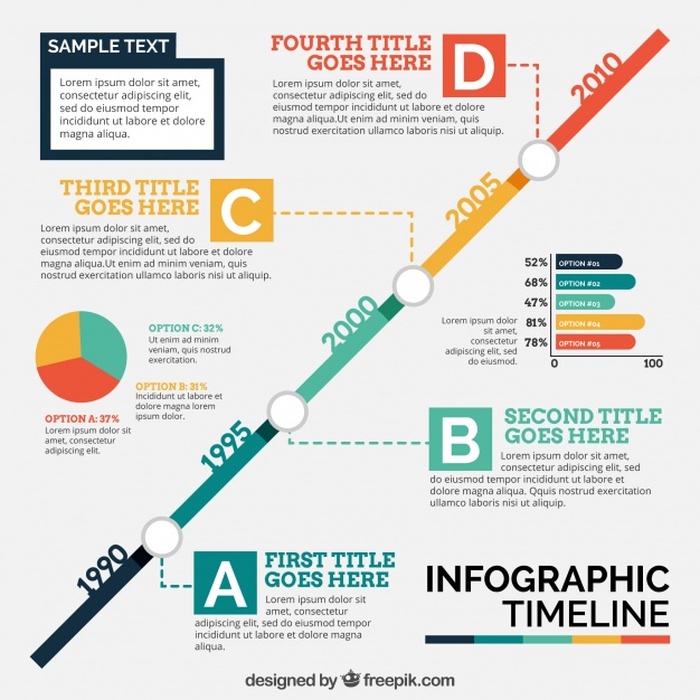 SAMPLE TEXT
Lorem ipsum dolor sit amet,
consectetur adipiscing elit,
sed do eiusmod tempor
incididunt ut labore et dolore
magna aliqua.
FOURTH TITLE
GOES HERE
D
Lorem ipsum dolor sit amet,
consectetur adipiscing elit, sed do
eiusmod tempor incididunt ut labore et dolore
magna aliqua.Ut enim ad minim veniam, quis
nostrud exercitation ullamco laboris nisi ut aliquip.
2010
THIRD TITLE
GOES HERE
C
Lorem ipsum dolor sit amet,
consectetur adipiscing elit, sed do
eiusmod tempor incididunt ut labore et dolore
magna aliqua.Ut enim ad minim veniam, quis
nostrud exercitation ullamco laboris nisi ut aliquip.
2005
52% OPTION #01
68% OPTION #02
47% OPTION #03
81% OPTION #04
78% OPTION #05
0 100
Lorem ipsum dolor
sit amet,
consectetur
adipiscing elit, sed
do eiusmod.
2000
OPTION C: 32%
Ut enim ad minim
veniam, quis nostrud
exercitation.
OPTION B: 31%
Incididunt ut labore et
dolore magna lorem
ipsum.
OPTION A: 37%
Lorem ipsum dolor sit
amet, consectetur
adipiscing elit.
B
SECOND TITLE
GOES HERE
Lorem ipsum dolor sit amet,
consectetur adipiscing elit, sed
do eiusmod tempor incididunt ut labore et
dolore magna aliqua. Qquis nostrud exercitation
ullamco laboris nisi ut aliquip.
1995
1990
A
FIRST TITLE
GOES HERE
Lorem ipsum dolor sit
amet, consectetur
adipiscing elit, sed do eiusmod tempor
incididunt ut labore et dolore magna
aliqua.
INFOGRAPHIC
TIMELINE
designed by freepik.com